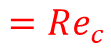 = Re_c